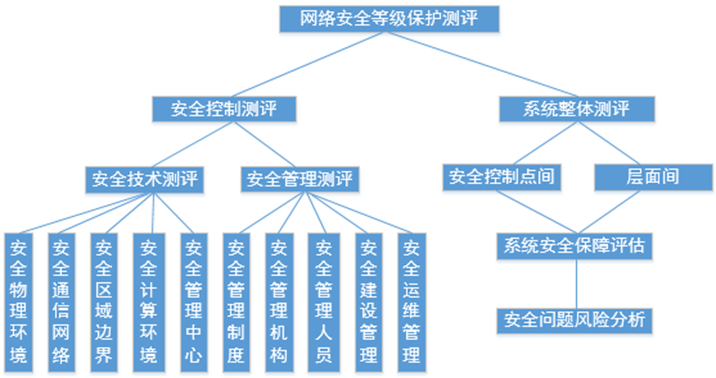 网络安全等级保护测评
安全控制测评
系统整体测评
安全技术测评
安全管理测评
安全控制点间
层面间
安全物理环境
安全通信网络
安全区域边界
安全计算环境
安全管理中心
安全管理制度
安全管理机构
安全管理人员
安全建设管理
安全运维管理
系统安全保障评估
安全问题风险分析